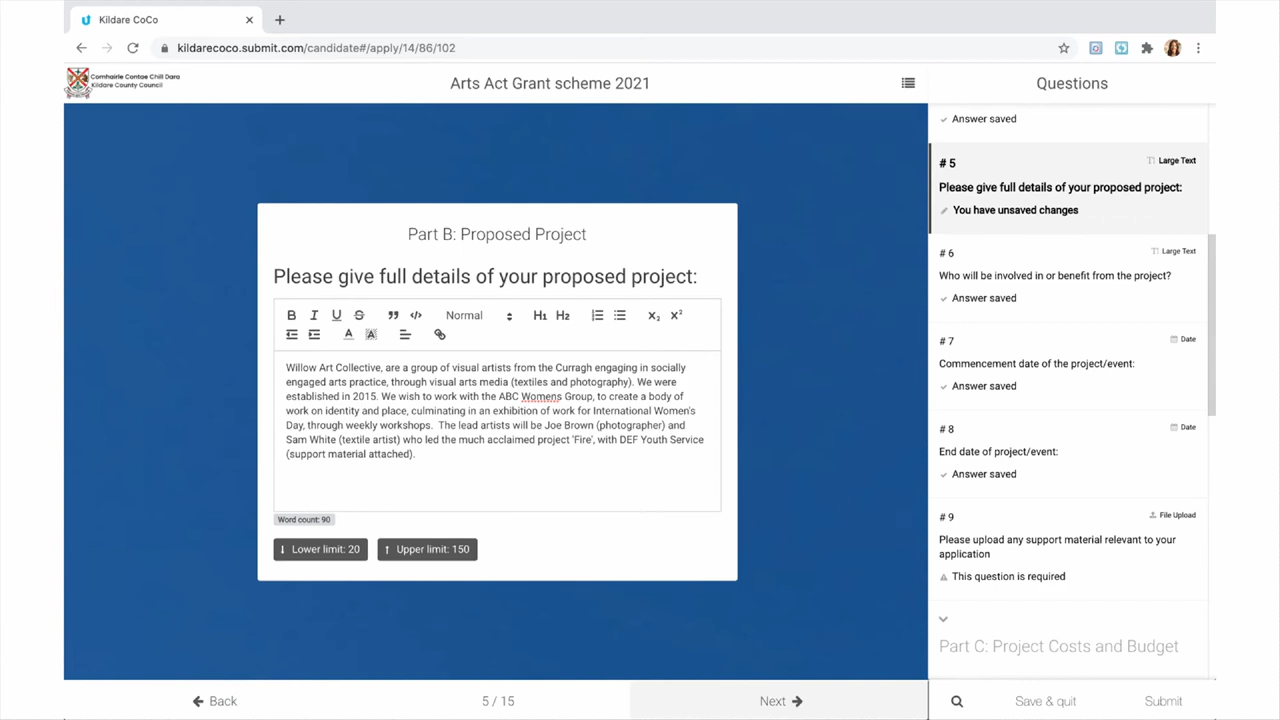 Kildare CoCo
kildarecoco.submit.com/candidate#/apply/14/86/102
Comhairle Contae Chill Dara
Kildare County Council
Arts Act Grant scheme 2021
Questions
Answer saved
# 5
Large Text
Please give full details of your proposed project:
You have unsaved changes
# 6
Large Text
Who will be involved in or benefit from the project?
Answer saved
# 7
Date
Commencement date of the project/event:
Answer saved
# 8
Date
End date of project/event:
Answer saved
# 9
File Upload
Please upload any support material relevant to your
application
This question is required
Part C: Project Costs and Budget
Part B: Proposed Project
Please give full details of your proposed project:
B I U S Normal H1 H2 X2 X2
A A
Willow Art Collective, are a group of visual artists from the Curragh engaging in socially
engaged arts practice, through visual arts media (textiles and photography). We were
established in 2015. We wish to work with the ABC Womens Group, to create a body of
work on identity and place, culminating in an exhibition of work for International Women's
Day, through weekly workshops.  The lead artists will be Joe Brown (photographer) and
Sam White (textile artist) who led the much acclaimed project 'Fire', with DEF Youth Service
(support material attached).
Word count: 90
Lower limit: 20
Upper limit: 150
Back
5 / 15
Next
Save & quit
Submit